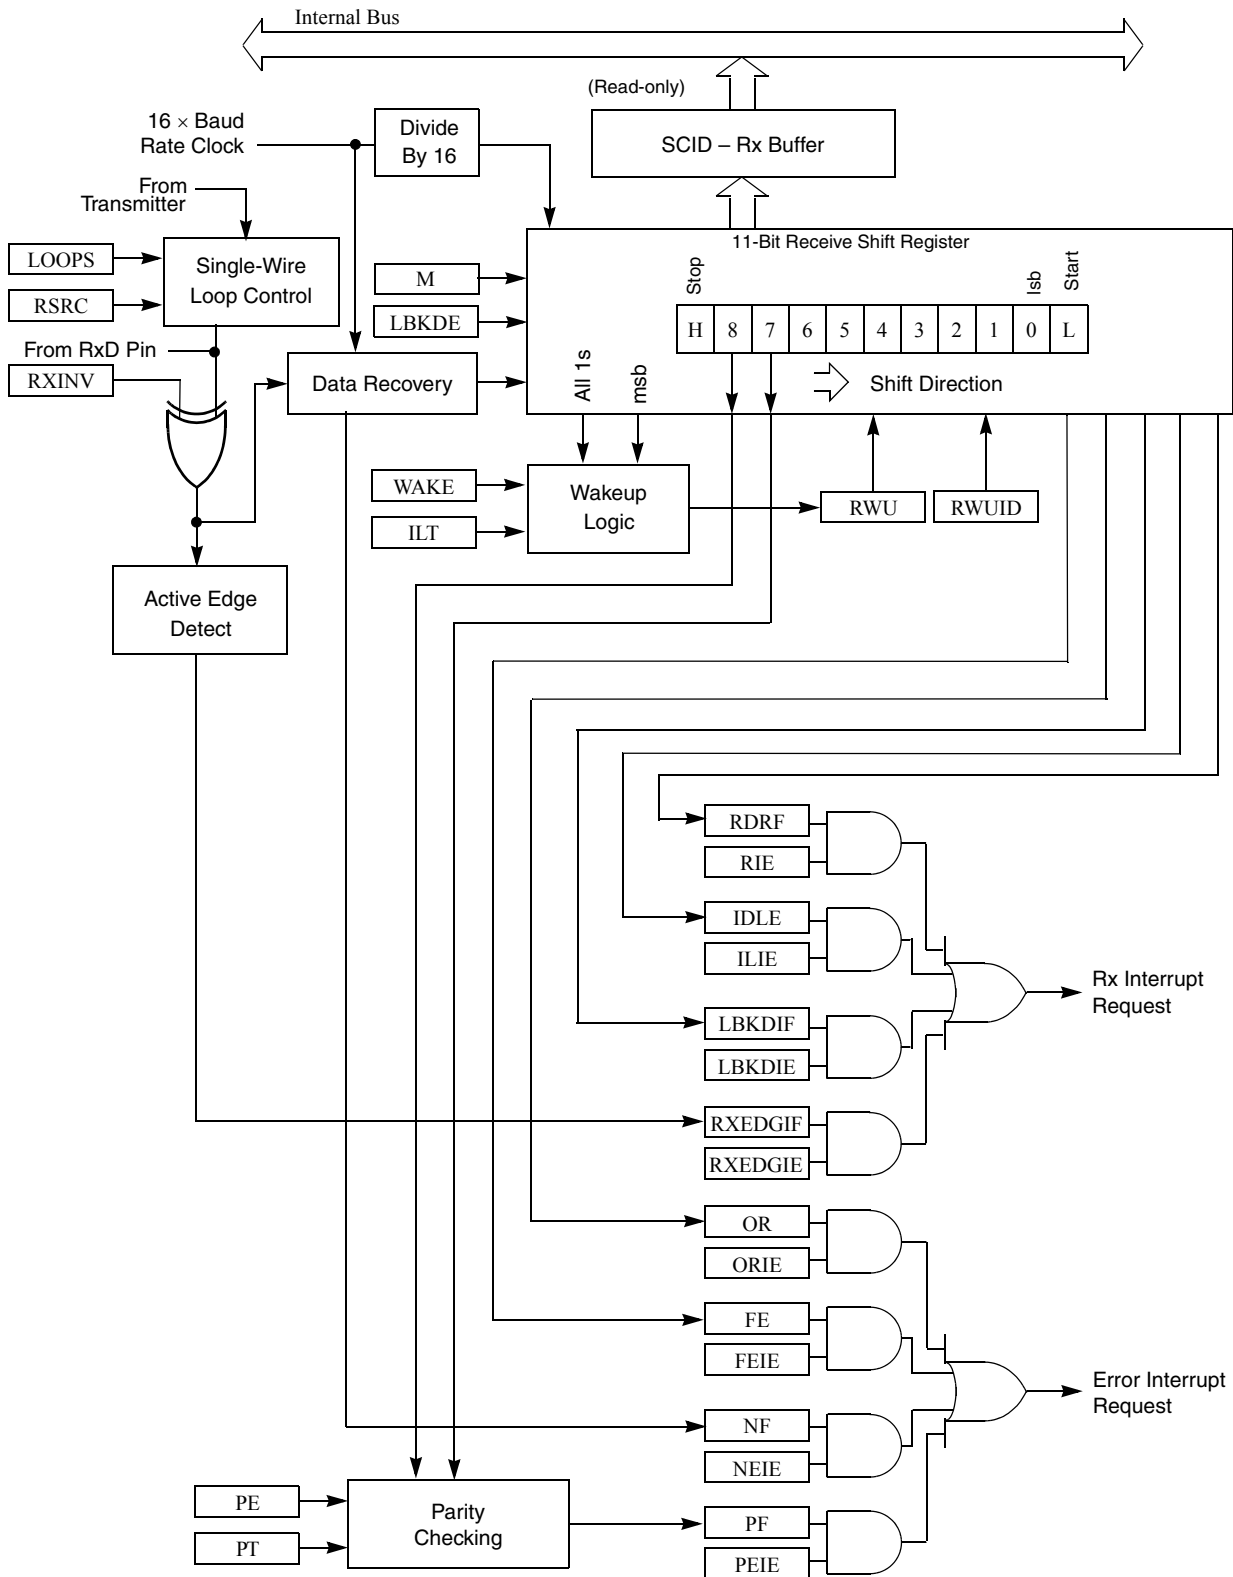 Internal Bus
(Read-only)
16 × Baud
Rate Clock
Divide
By 16
SCID – Rx Buffer
From
Transmitter
11-Bit Receive Shift Register
LOOPS
RSRC
Single-Wire
Loop Control
M
LBKDE
Stop
lsb
Start
H 8 7 6 5 4 3 2 1 0 L
From RxD Pin
RXINV
Data Recovery
All 1s
msb
Shift Direction
WAKE
ILT
Wakeup
Logic
RWU
RWUID
Active Edge
Detect
RDRF
RIE
IDLE
ILIE
Rx Interrupt
Request
LBKDIF
LBKDIE
RXEDGIF
RXEDGIE
OR
ORIE
FE
FEIE
Error Interrupt
Request
NF
NEIE
PE
PT
Parity
Checking
PF
PEIE